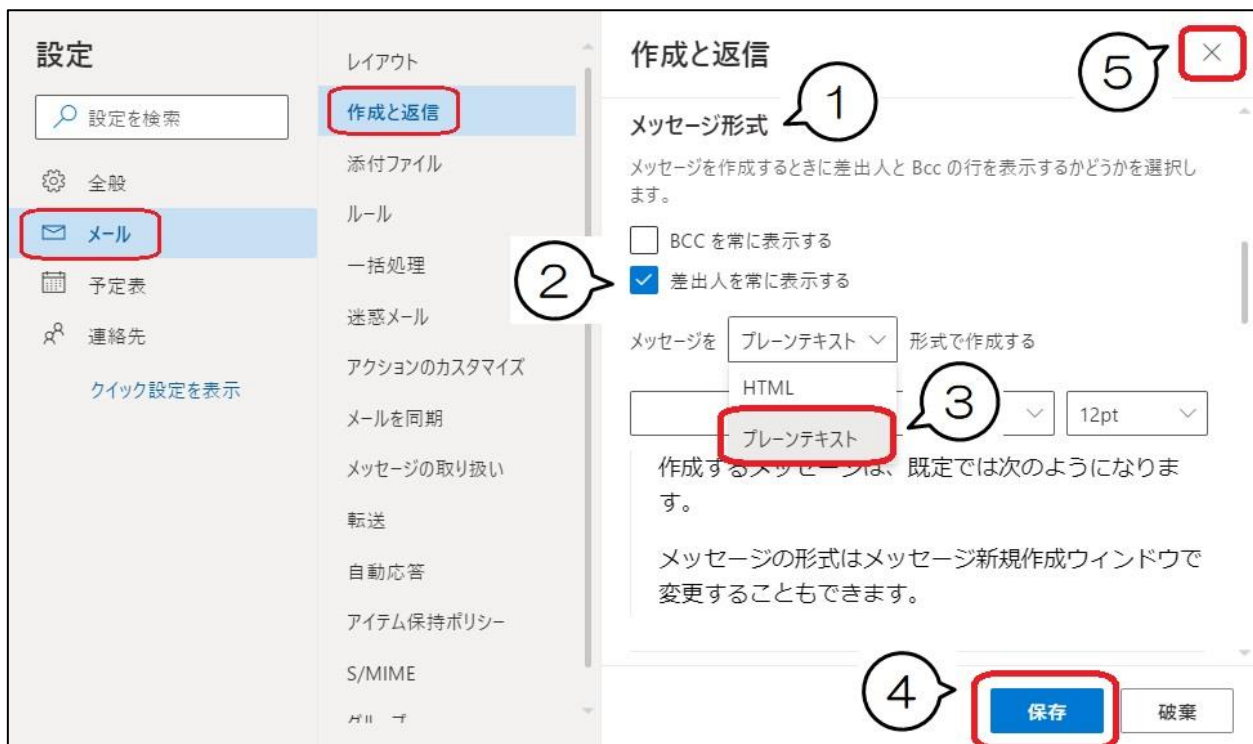 設定
設定を検索
全般
メール
予定表
連絡先
クイック設定を表示
レイアウト
作成と返信
添付ファイル
ルール
一括処理
迷惑メール
アクションのカスタマイズ
メールを同期
メッセージの取り扱い
転送
自動応答
アイテム保持ポリシー
S/MIME
作成と返信
5
メッセージ形式
1
メッセージを作成するときに差出人と Bcc の行を表示するかどうかを選択し
ます。
BCC を常に表示する
2
差出人を常に表示する
メッセージを プレーンテキスト 形式で作成する
HTML
プレーンテキスト
3
12pt
作成するメッセージは、既定では次のようになりま
す。
メッセージの形式はメッセージ新規作成ウィンドウで
変更することもできます。
4
保存
破棄